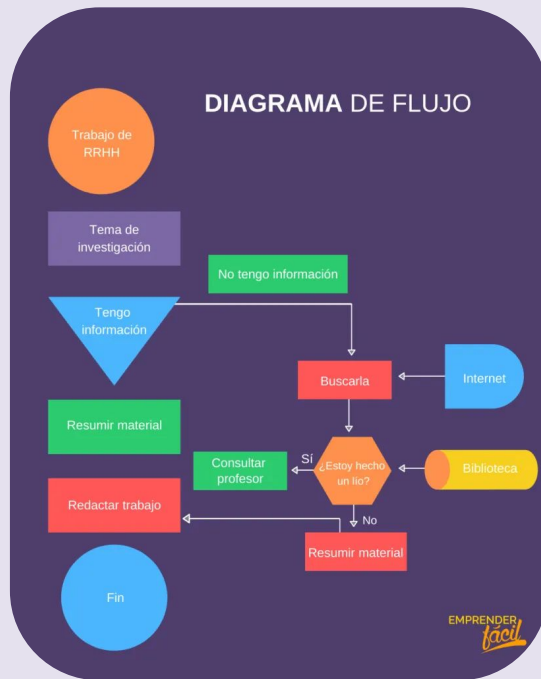 DIAGRAMA DE FLUJO
Trabajo de
RRHH
Tema de
investigación
No tengo información
Tengo
información
Buscarla
Internet
Resumir material
Consultar
profesor
Sí
¿Estoy hecho
un lío?
Biblioteca
Redactar trabajo
No
Resumir material
Fin
EMPRENDER
fácil